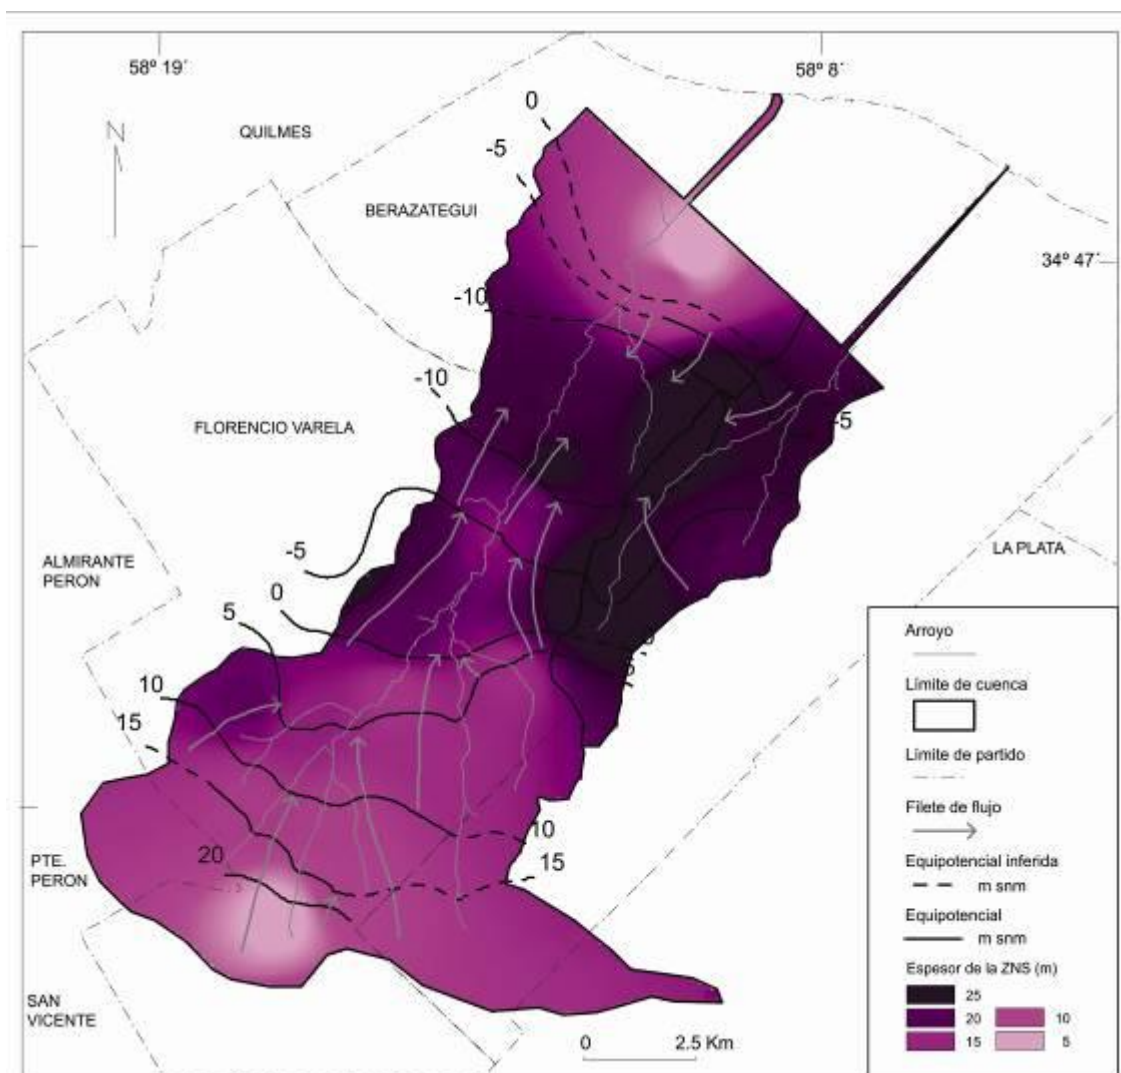 58º 19´
58º 8´
0
N
QUILMES
-5
BERAZATEGUI
34º 47´
-10
-10
FLORENCIO VARELA
-5
-5
LA PLATA
ALMIRANTE
PERON
0
5
10
15
10
15
20
PTE.
PERON
SAN
VICENTE
0 2.5 Km
Arroyo
Límite de cuenca
Límite de partido
Filete de flujo
Equipotencial inferida
m snm
Equipotencial
m snm
Espesor de la ZNS (m)
25
20 10
15 5